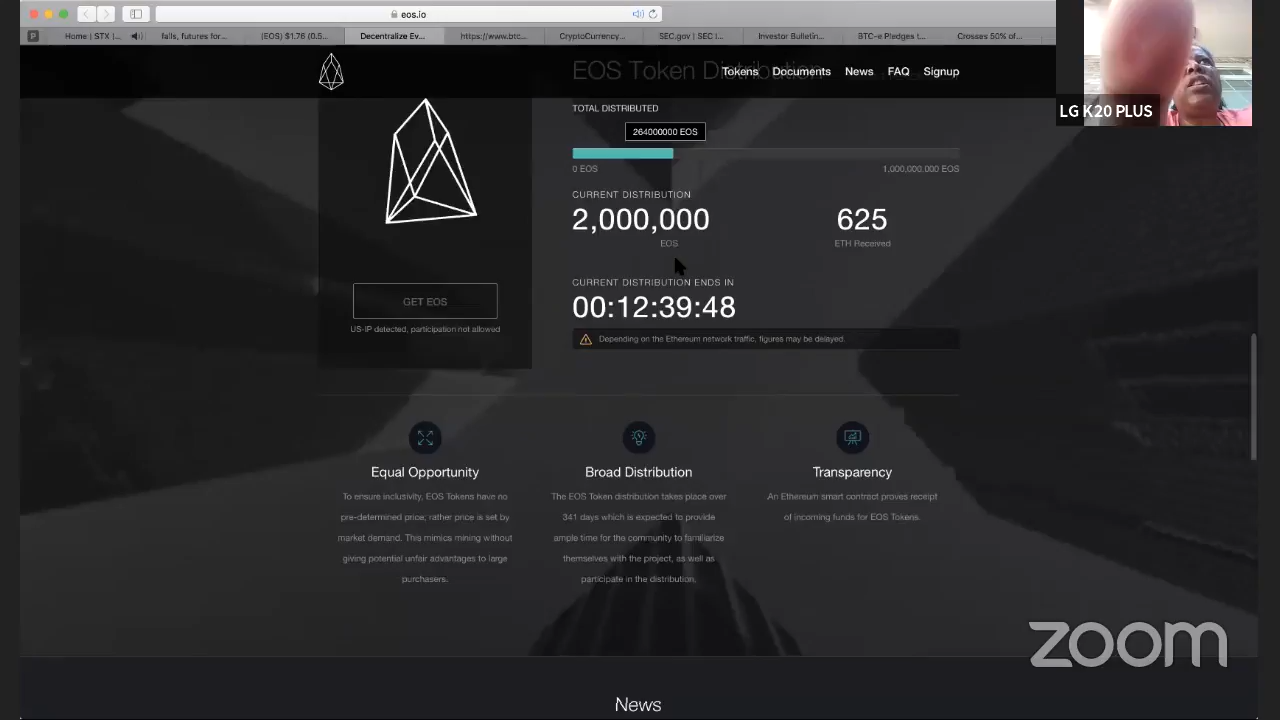 eos.io
P
Home | STX |...
falls, futures for...
(EOS) $1.76 (0.5...
Decentralize Ev...
https://www.btc...
CryptoCurrency...
SEC.gov | SEC I...
Investor Bulletin...
BTC-e Pledges t...
Crosses 50% of...
EOS Token Distribution
Tokens
Documents
News
FAQ
Signup
LG K20 PLUS
TOTAL DISTRIBUTED
264000000 EOS
0 EOS
1,000,000,000 EOS
CURRENT DISTRIBUTION
2,000,000
625
EOS
ETH Received
CURRENT DISTRIBUTION ENDS IN
00:12:39:48
GET EOS
US-IP detected, participation not allowed
Depending on the Ethereum network traffic, figures may be delayed.
Equal Opportunity
To ensure inclusivity, EOS Tokens have no
pre-determined price; rather price is set by
market demand. This mimics mining without
giving potential unfair advantages to large
purchasers.
Broad Distribution
The EOS Token distribution takes place over
341 days which is expected to provide
ample time for the community to familiarize
themselves with the project, as well as
participate in the distribution.
Transparency
An Ethereum smart contract proves receipt
of incoming funds for EOS Tokens.
zoom
News